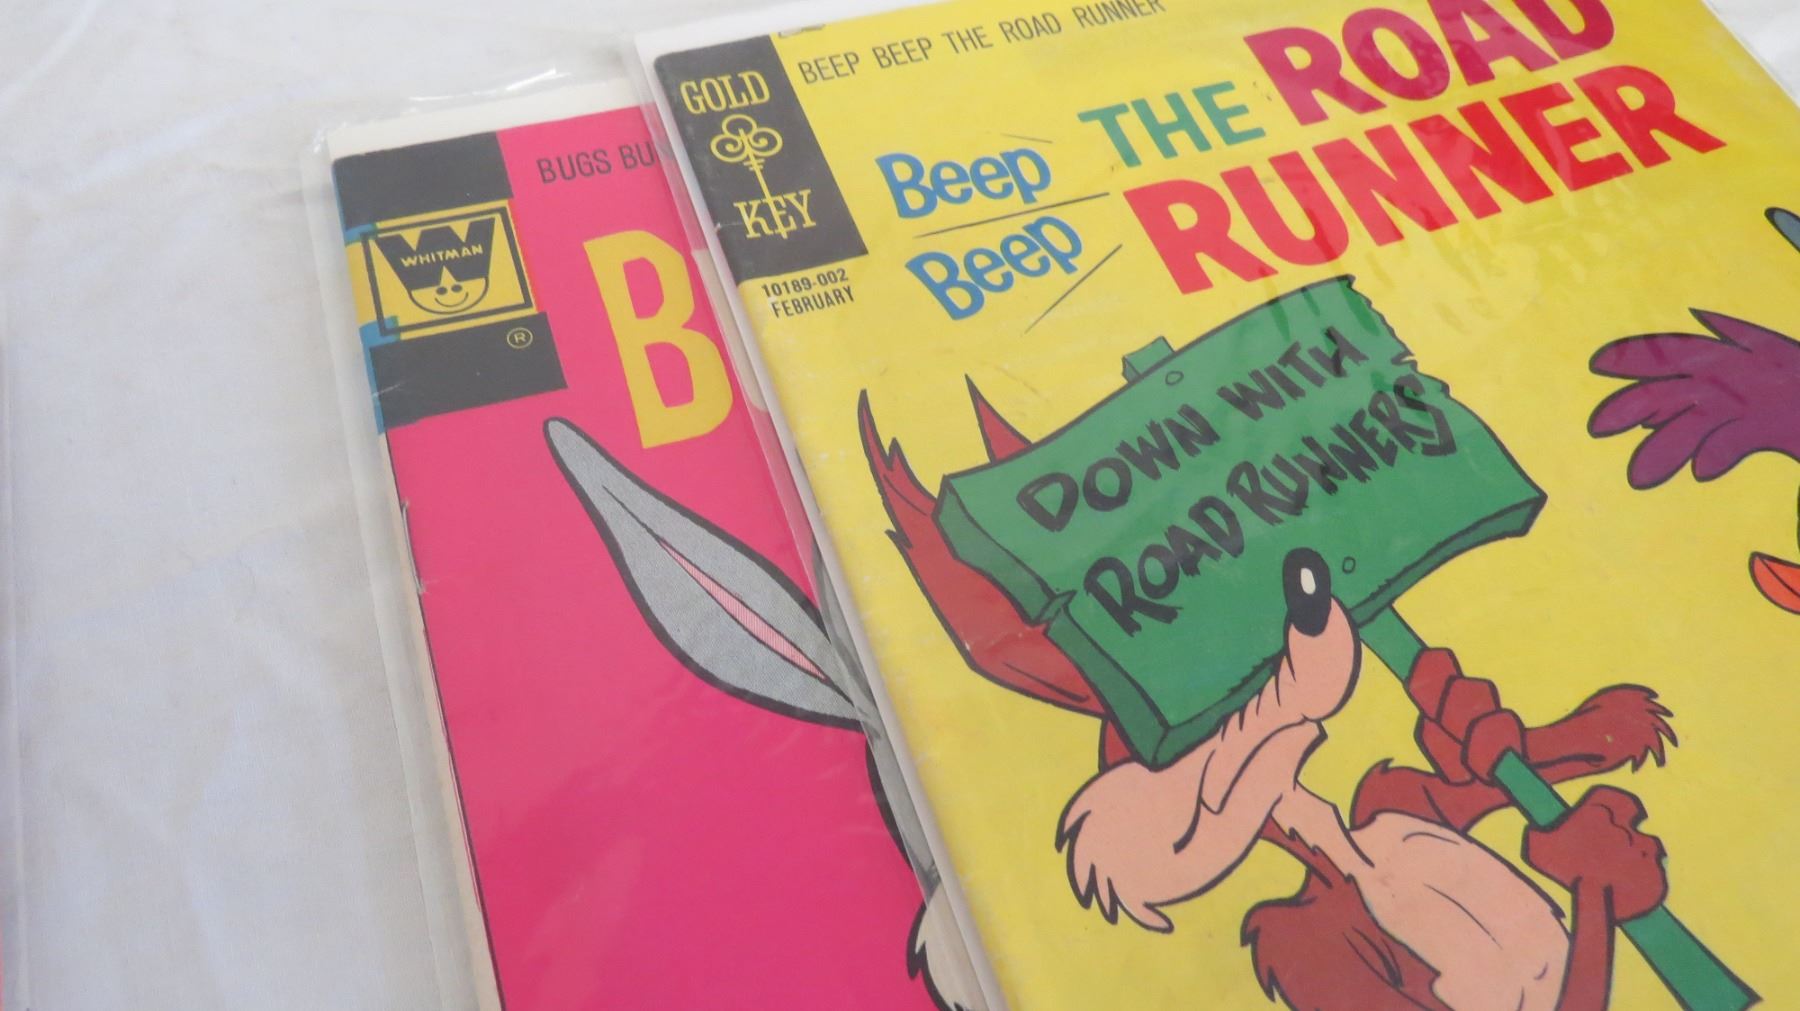 BUGS
WHITMAN
®
GOLD
KEY
10189-002
FEBRUARY
BEEP BEEP THE ROAD RUNNER
Beep
Beep
THE ROAD
RUNNER
DOWN WITH
ROAD RUNNERS